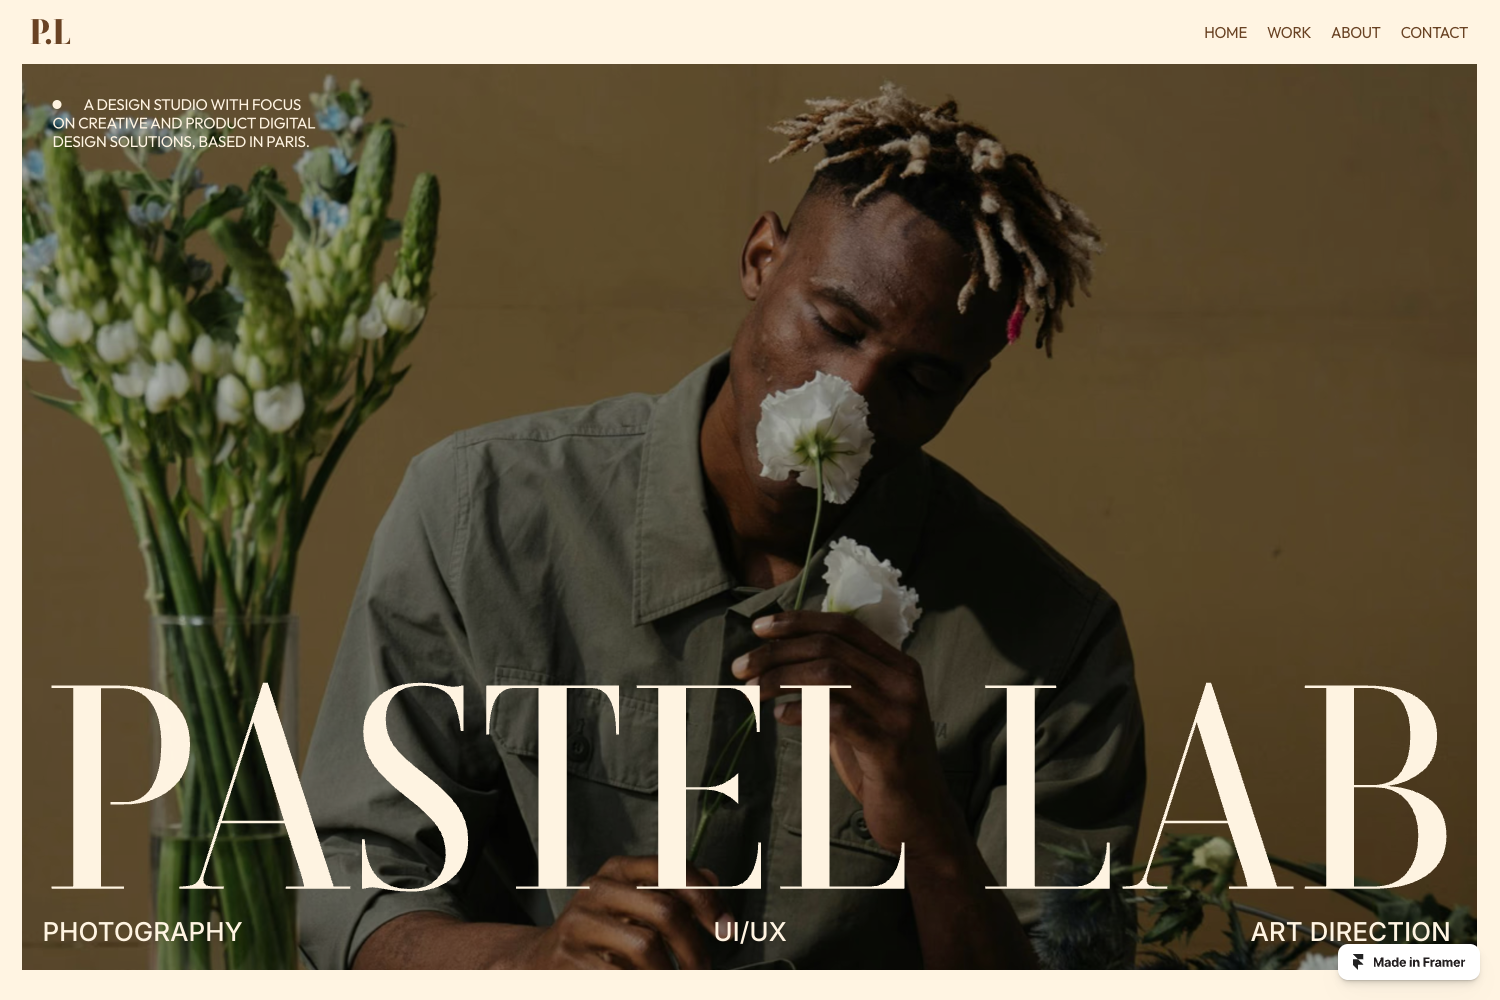 P.L
HOME WORK ABOUT CONTACT
A DESIGN STUDIO WITH FOCUS
ON CREATIVE AND PRODUCT DIGITAL
DESIGN SOLUTIONS, BASED IN PARIS.
PASTEL LAB
PHOTOGRAPHY UI/UX ART DIRECTION
Made in Framer